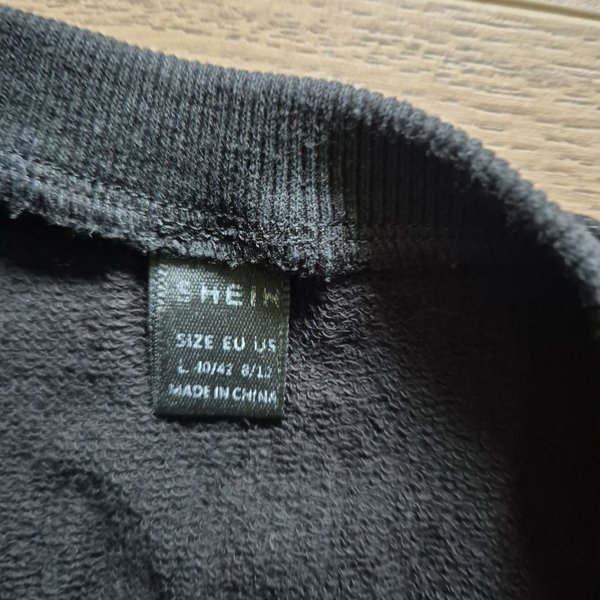 SHEIN
SIZE EU US
L 40/42 8/10
MADE IN CHINA